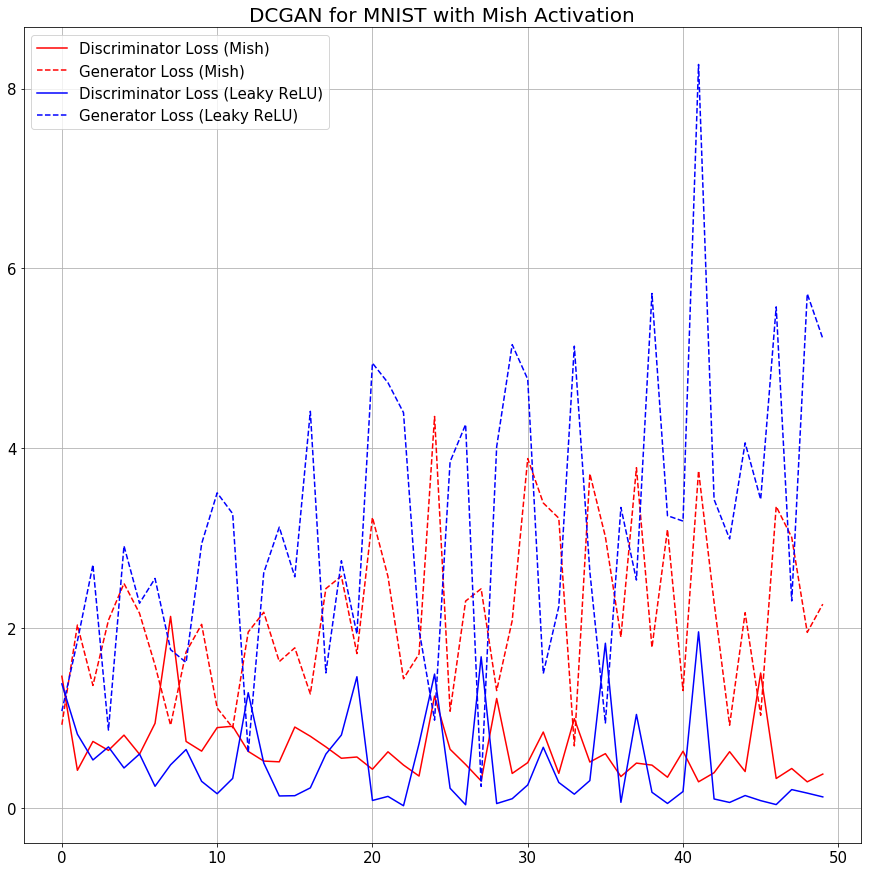 DCGAN for MNIST with Mish Activation
Discriminator Loss (Mish)
Generator Loss (Mish)
Discriminator Loss (Leaky ReLU)
Generator Loss (Leaky ReLU)
8
6
4
2
0
0 10 20 30 40 50